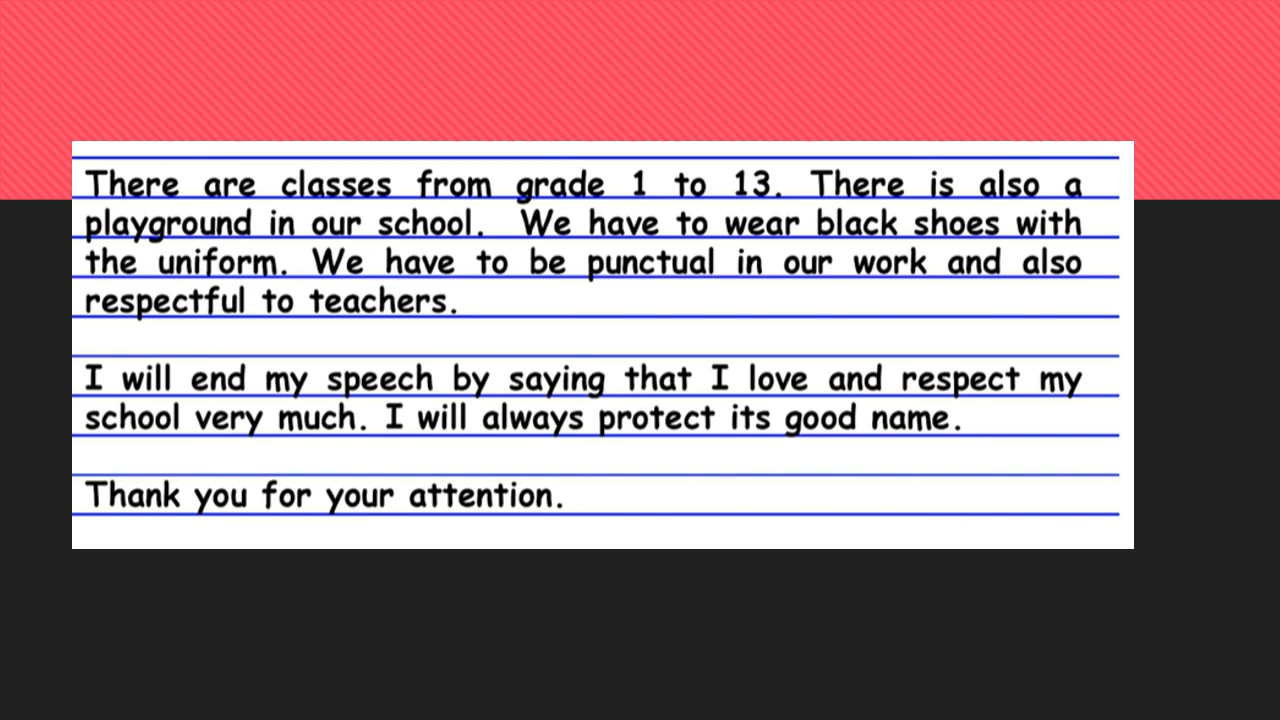 There are classes from grade 1 to 13. There is also a
playground in our school. We have to wear black shoes with
the uniform. We have to be punctual in our work and also
respectful to teachers.
I will end my speech by saying that I love and respect my
school very much. I will always protect its good name.
Thank you for your attention.